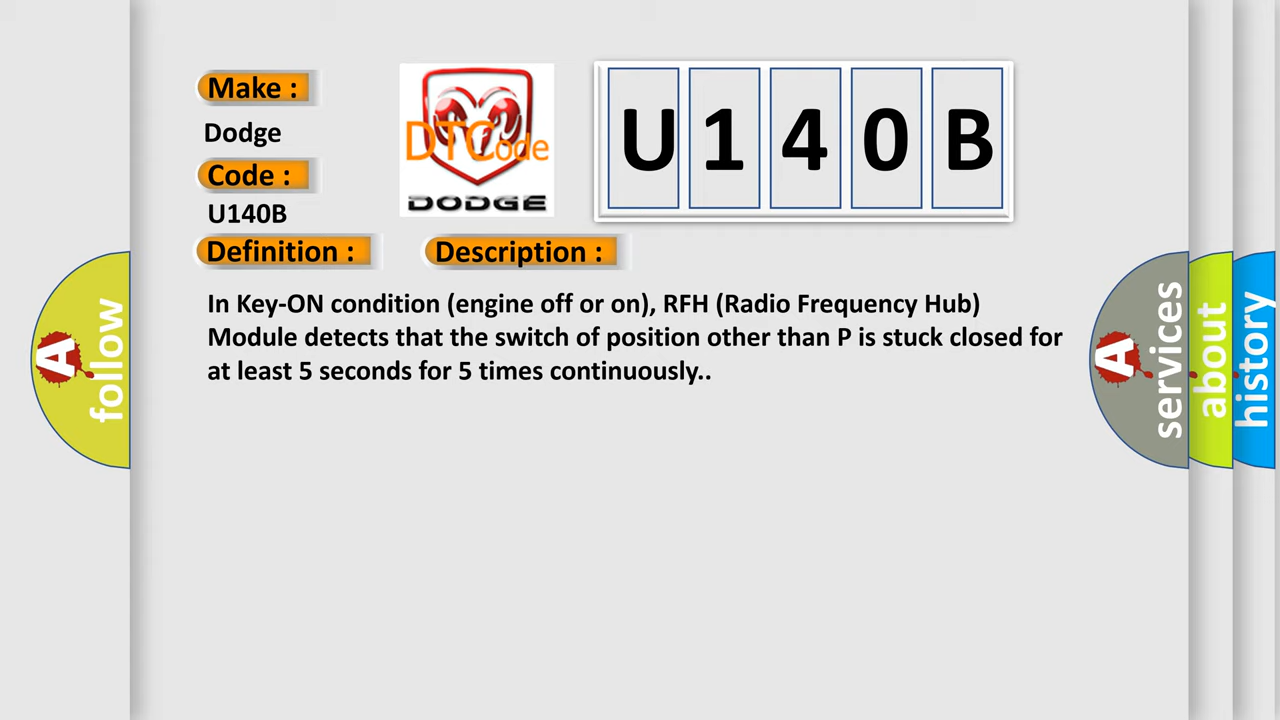 Make :
Dodge
Code :
U140B
Definition :
Description :
DTCode
DODGE
U140B
In Key-ON condition (engine off or on), RFH (Radio Frequency Hub)
Module detects that the switch of position other than P is stuck closed for
at least 5 seconds for 5 times continuously..
A
follow
A
services
about
history